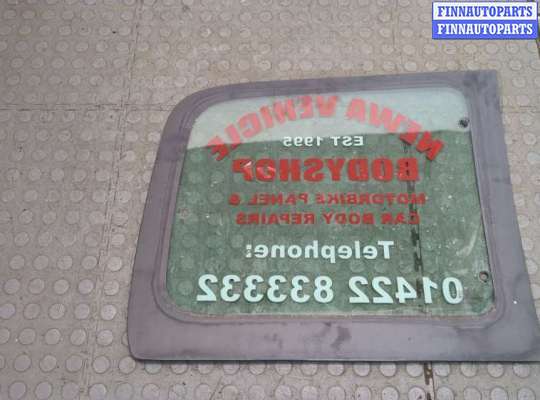 FINNAUTOPARTS
FINNAUTOPARTS
NEWA VEHICLE
EST 1995
BODYSHOP
MOTORBIKE PANEL &
CAR BODY REPAIRS
Telephone:
01422 833332